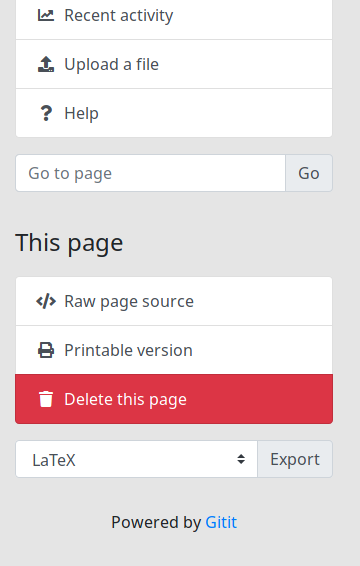 Recent activity
Upload a file
Help
Go to page
Go
This page
Raw page source
Printable version
Delete this page
LaTeX
Export
Powered by Gitit